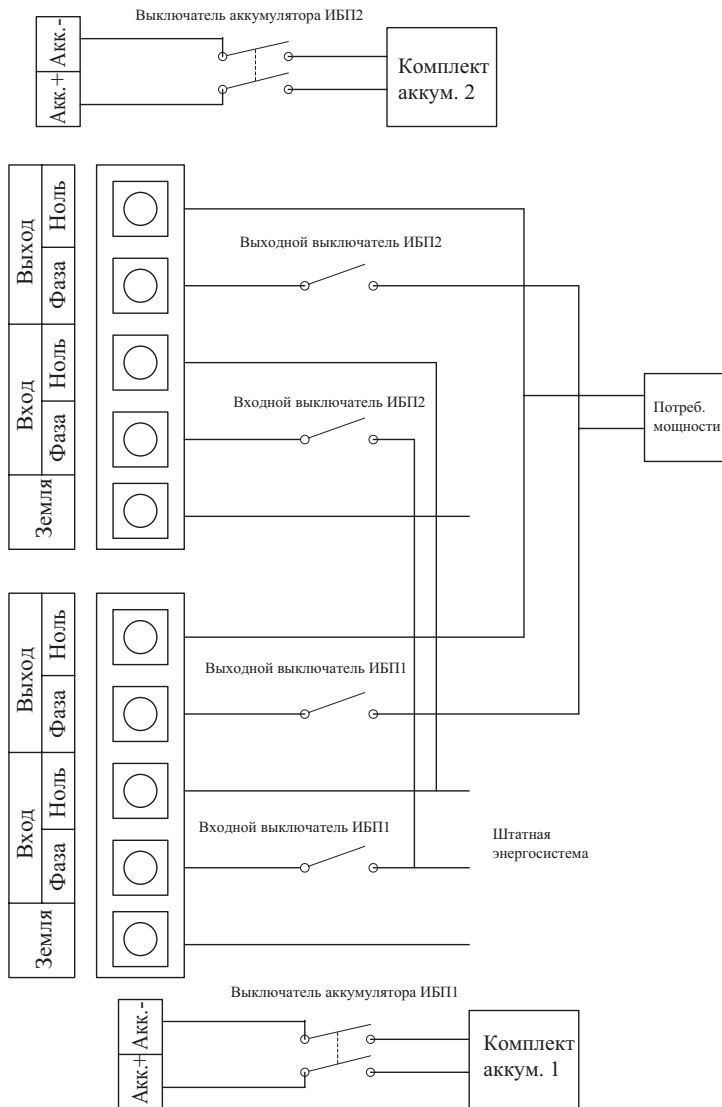 Выключатель аккумулятора ИБП2
Акк.-
Акк.+
Комплект
аккум. 2
Выход
Ноль
Фаза
Вход
Ноль
Фаза
Земля
Выходной выключатель ИБП2
Входной выключатель ИБП2
Потреб.
мощности
Выход
Ноль
Фаза
Вход
Ноль
Фаза
Земля
Выходной выключатель ИБП1
Входной выключатель ИБП1
Штатная
энергосистема
Выключатель аккумулятора ИБП1
Акк.-
Акк.+
Комплект
аккум. 1